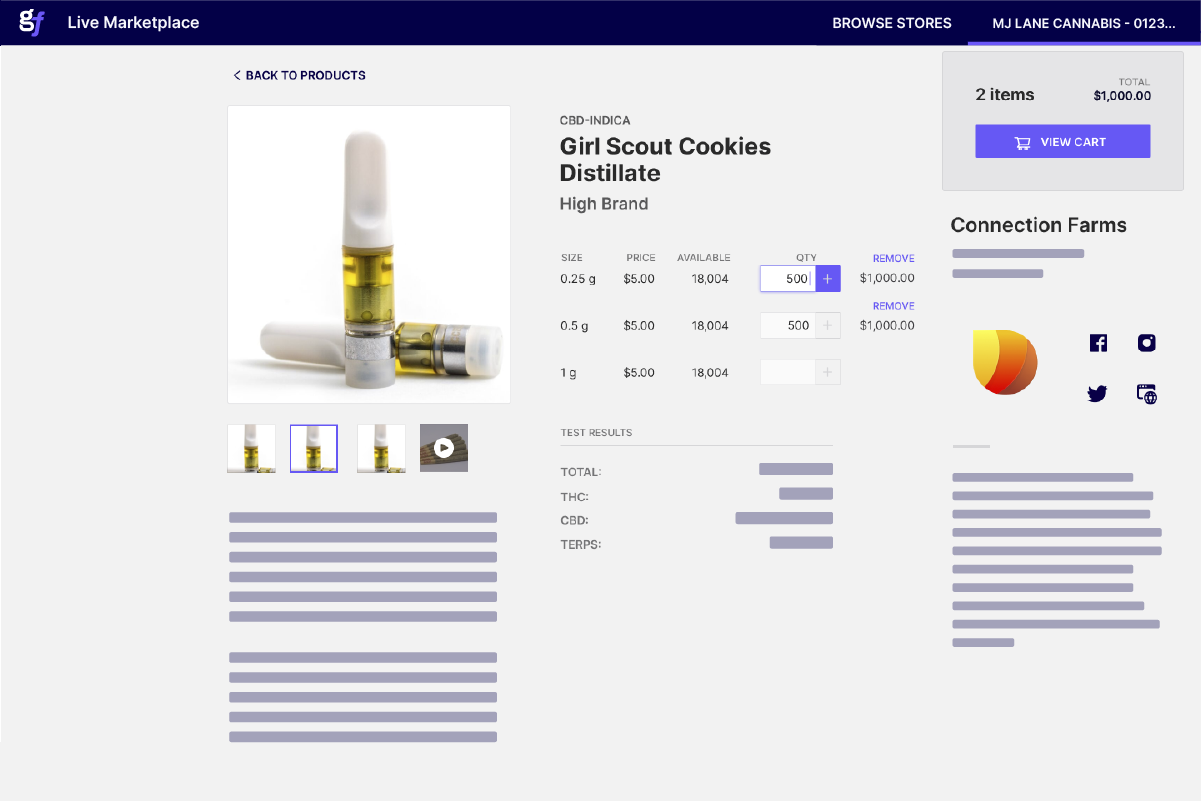 gf
Live Marketplace
BROWSE STORES
MJ LANE CANNABIS - 0123...
BACK TO PRODUCTS
2 items
TOTAL
$1,000.00
VIEW CART
CBD-INDICA
Girl Scout Cookies
Distillate
High Brand
Connection Farms
SIZE PRICE AVAILABLE QTY REMOVE
0.25 g $5.00 18,004 500 + $1,000.00
REMOVE
0.5 g $5.00 18,004 500 + $1,000.00
1 g $5.00 18,004 +
TEST RESULTS
TOTAL:
THC:
CBD:
TERPS: